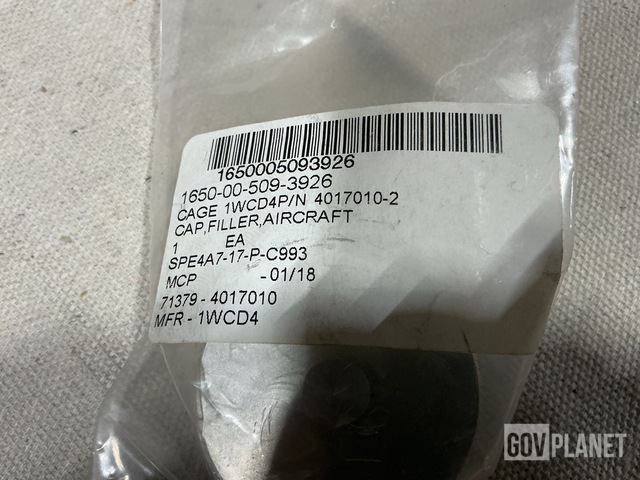 1650005093926
1650-00-509-3926
CAGE 1WCD4P/N 4017010-2
CAP,FILLER,AIRCRAFT
1 EA
SPE4A7-17-P-C993
MCP - 01/18
71379 - 4017010
MFR - 1WCD4
GOVPLANET